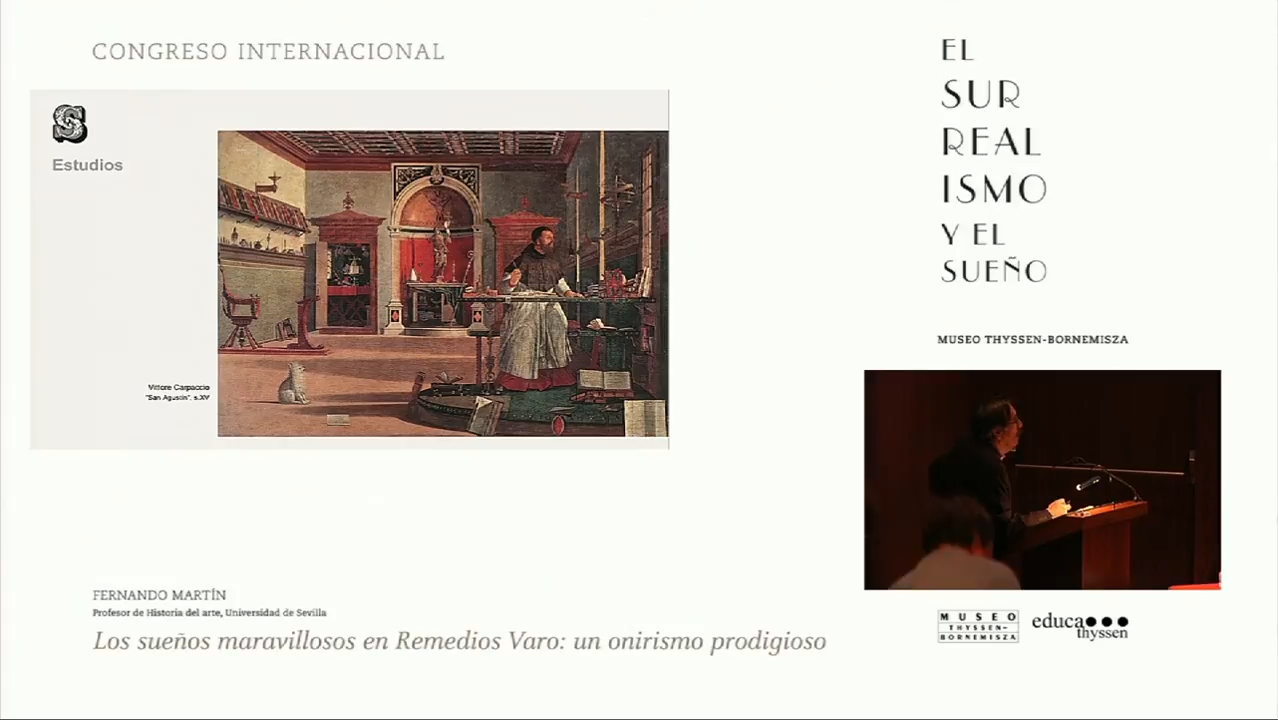 CONGRESO INTERNACIONAL
S
Estudios
Vittore Carpaccio
"San Agustín". s.XV
EL
SUR
REAL
ISMO
Y EL
SUEÑO
MUSEO THYSSEN-BORNEMISZA
FERNANDO MARTÍN
Profesor de Historia del arte, Universidad de Sevilla
Los sueños maravillosos en Remedios Varo: un onirismo prodigioso
MUSEO
THYSSEN-
BORNEMISZA
educa
thyssen